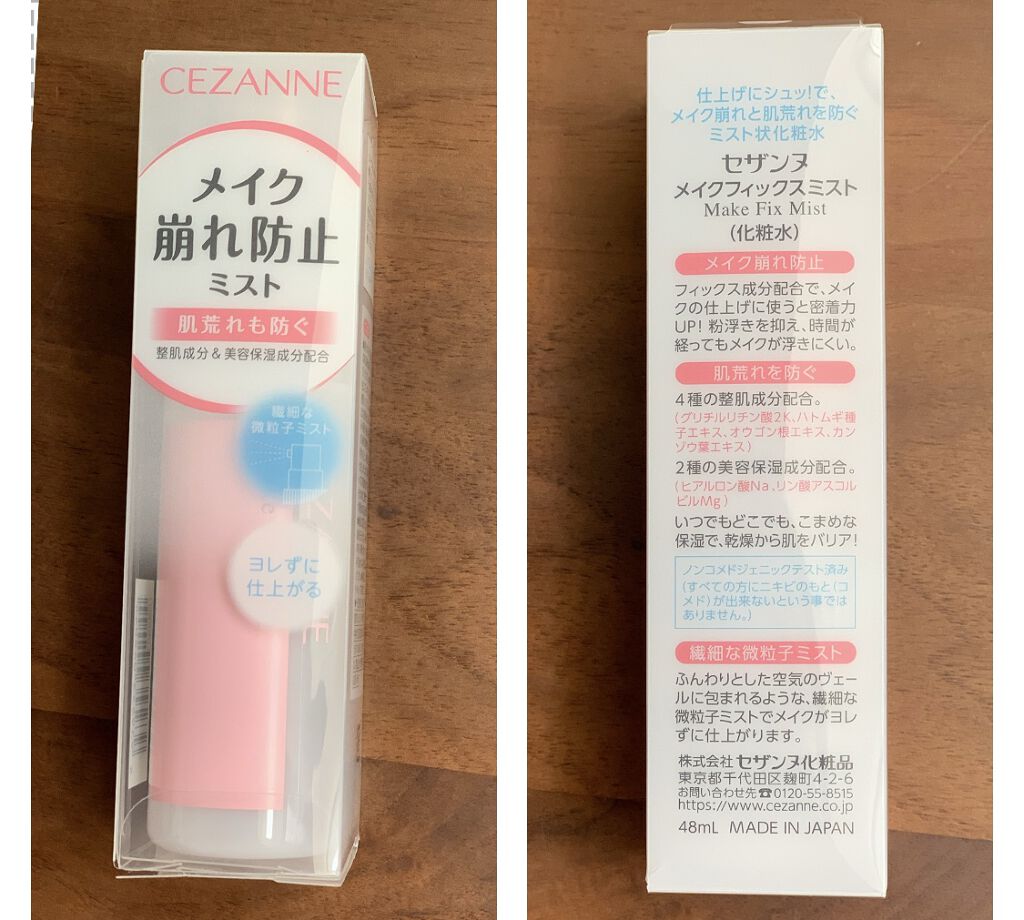 CEZANNE
メイク
崩れ防止
ミスト
肌荒れも防ぐ
整肌成分＆美容保湿成分配合
繊細な
微粒子ミスト
ヨレずに
仕上がる
仕上げにシュッ!で、
メイク崩れと肌荒れを防ぐ
ミスト状化粧水
セザンヌ
メイクフィックスミスト
Make Fix Mist
(化粧水)
メイク崩れ防止
フィックス成分配合で、メイ
クの仕上げに使うと密着力
UP! 粉浮きを抑え、時間が
経ってもメイクが浮きにくい。
肌荒れを防ぐ
4種の整肌成分配合。
(グリチルリチン酸2K、ハトムギ種
子エキス、オウゴン根エキス、カン
ゾウ葉エキス)
2種の美容保湿成分配合。
(ヒアルロン酸Na、リン酸アスコル
ビルMg)
いつでもどこでも、こまめな
保湿で、乾燥から肌をバリア!
ノンコメドジェニックテスト済み
(すべての方にニキビのもと(コ
メド)が出来ないという事では
ありません。)
繊細な微粒子ミスト
ふんわりとした空気のヴェー
ルに包まれるような、繊細な
微粒子ミストでメイクがヨレ
ずに仕上がります。
株式会社 セザンヌ化粧品
東京都千代田区麹町4-2-6
お問い合わせ先☎0120-55-8515
https://www.cezanne.co.jp
48mL MADE IN JAPAN